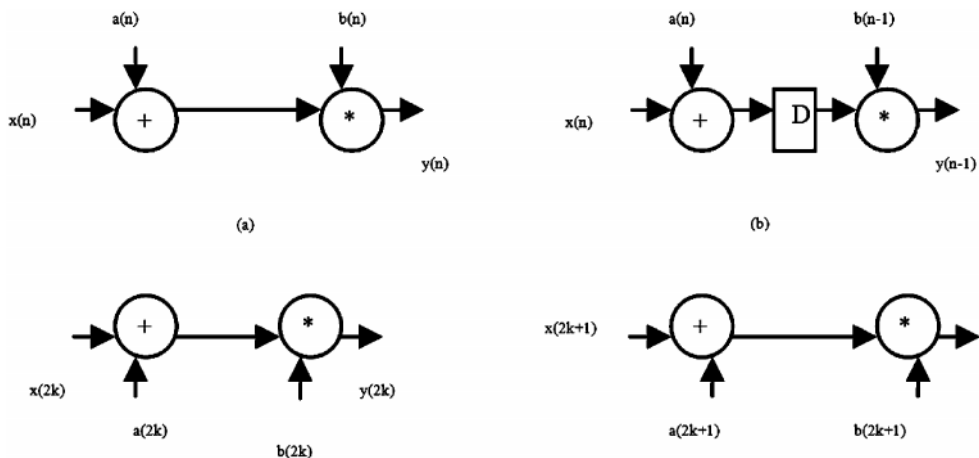 a(n) b(n) a(n) b(n-1)
x(n) + * x(n) + D *
y(n) y(n-1)
(a) (b)
+ * x(2k+1) + *
x(2k) y(2k)
a(2k) a(2k+1) b(2k+1)
b(2k)